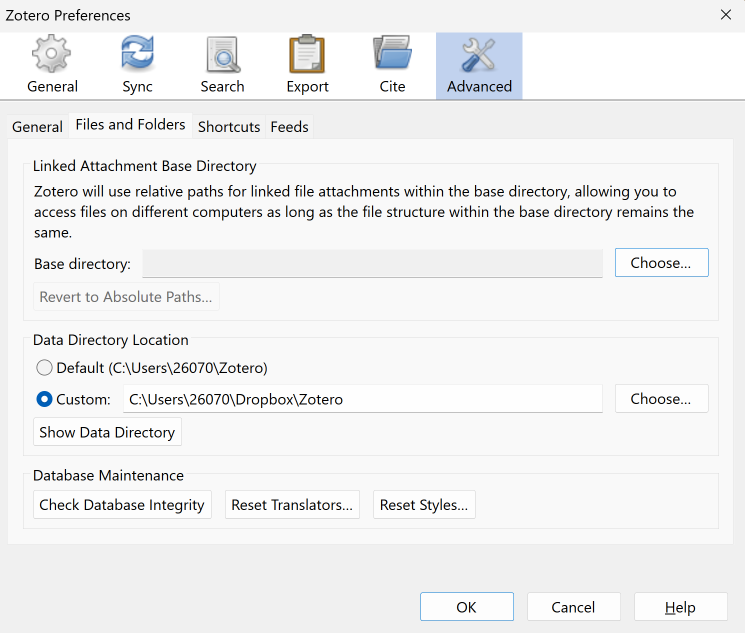 Zotero Preferences
General Sync Search Export Cite Advanced
General Files and Folders Shortcuts Feeds
Linked Attachment Base Directory
Zotero will use relative paths for linked file attachments within the base directory, allowing you to
access files on different computers as long as the file structure within the base directory remains the
same.
Base directory: Choose...
Revert to Absolute Paths...
Data Directory Location
Default (C:\Users\26070\Zotero)
Custom: C:\Users\26070\Dropbox\Zotero Choose...
Show Data Directory
Database Maintenance
Check Database Integrity Reset Translators... Reset Styles...
OK Cancel Help